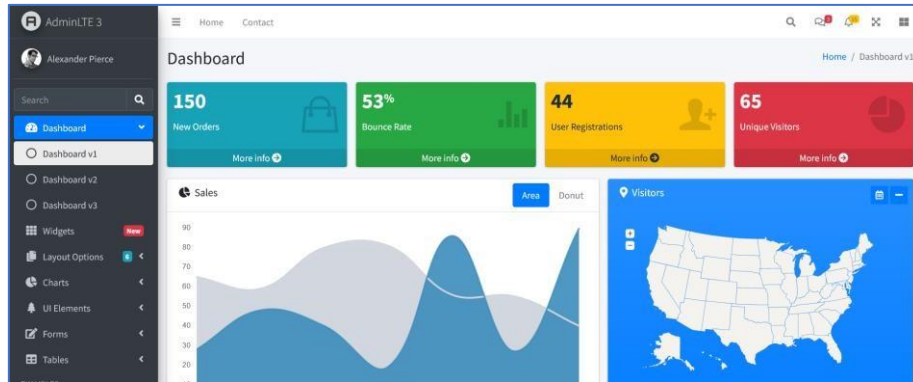 AdminLTE 3
Home Contact
Alexander Pierce
Dashboard
Home / Dashboard v1
Search
150
New Orders
More info
53%
Bounce Rate
More info
44
User Registrations
More info
65
Unique Visitors
More info
Dashboard
Dashboard v1
Dashboard v2
Dashboard v3
Widgets New
Layout Options 6
Charts
UI Elements
Forms
Tables
Sales
Area Donut
90
80
70
60
50
40
30
20
Visitors
+
−